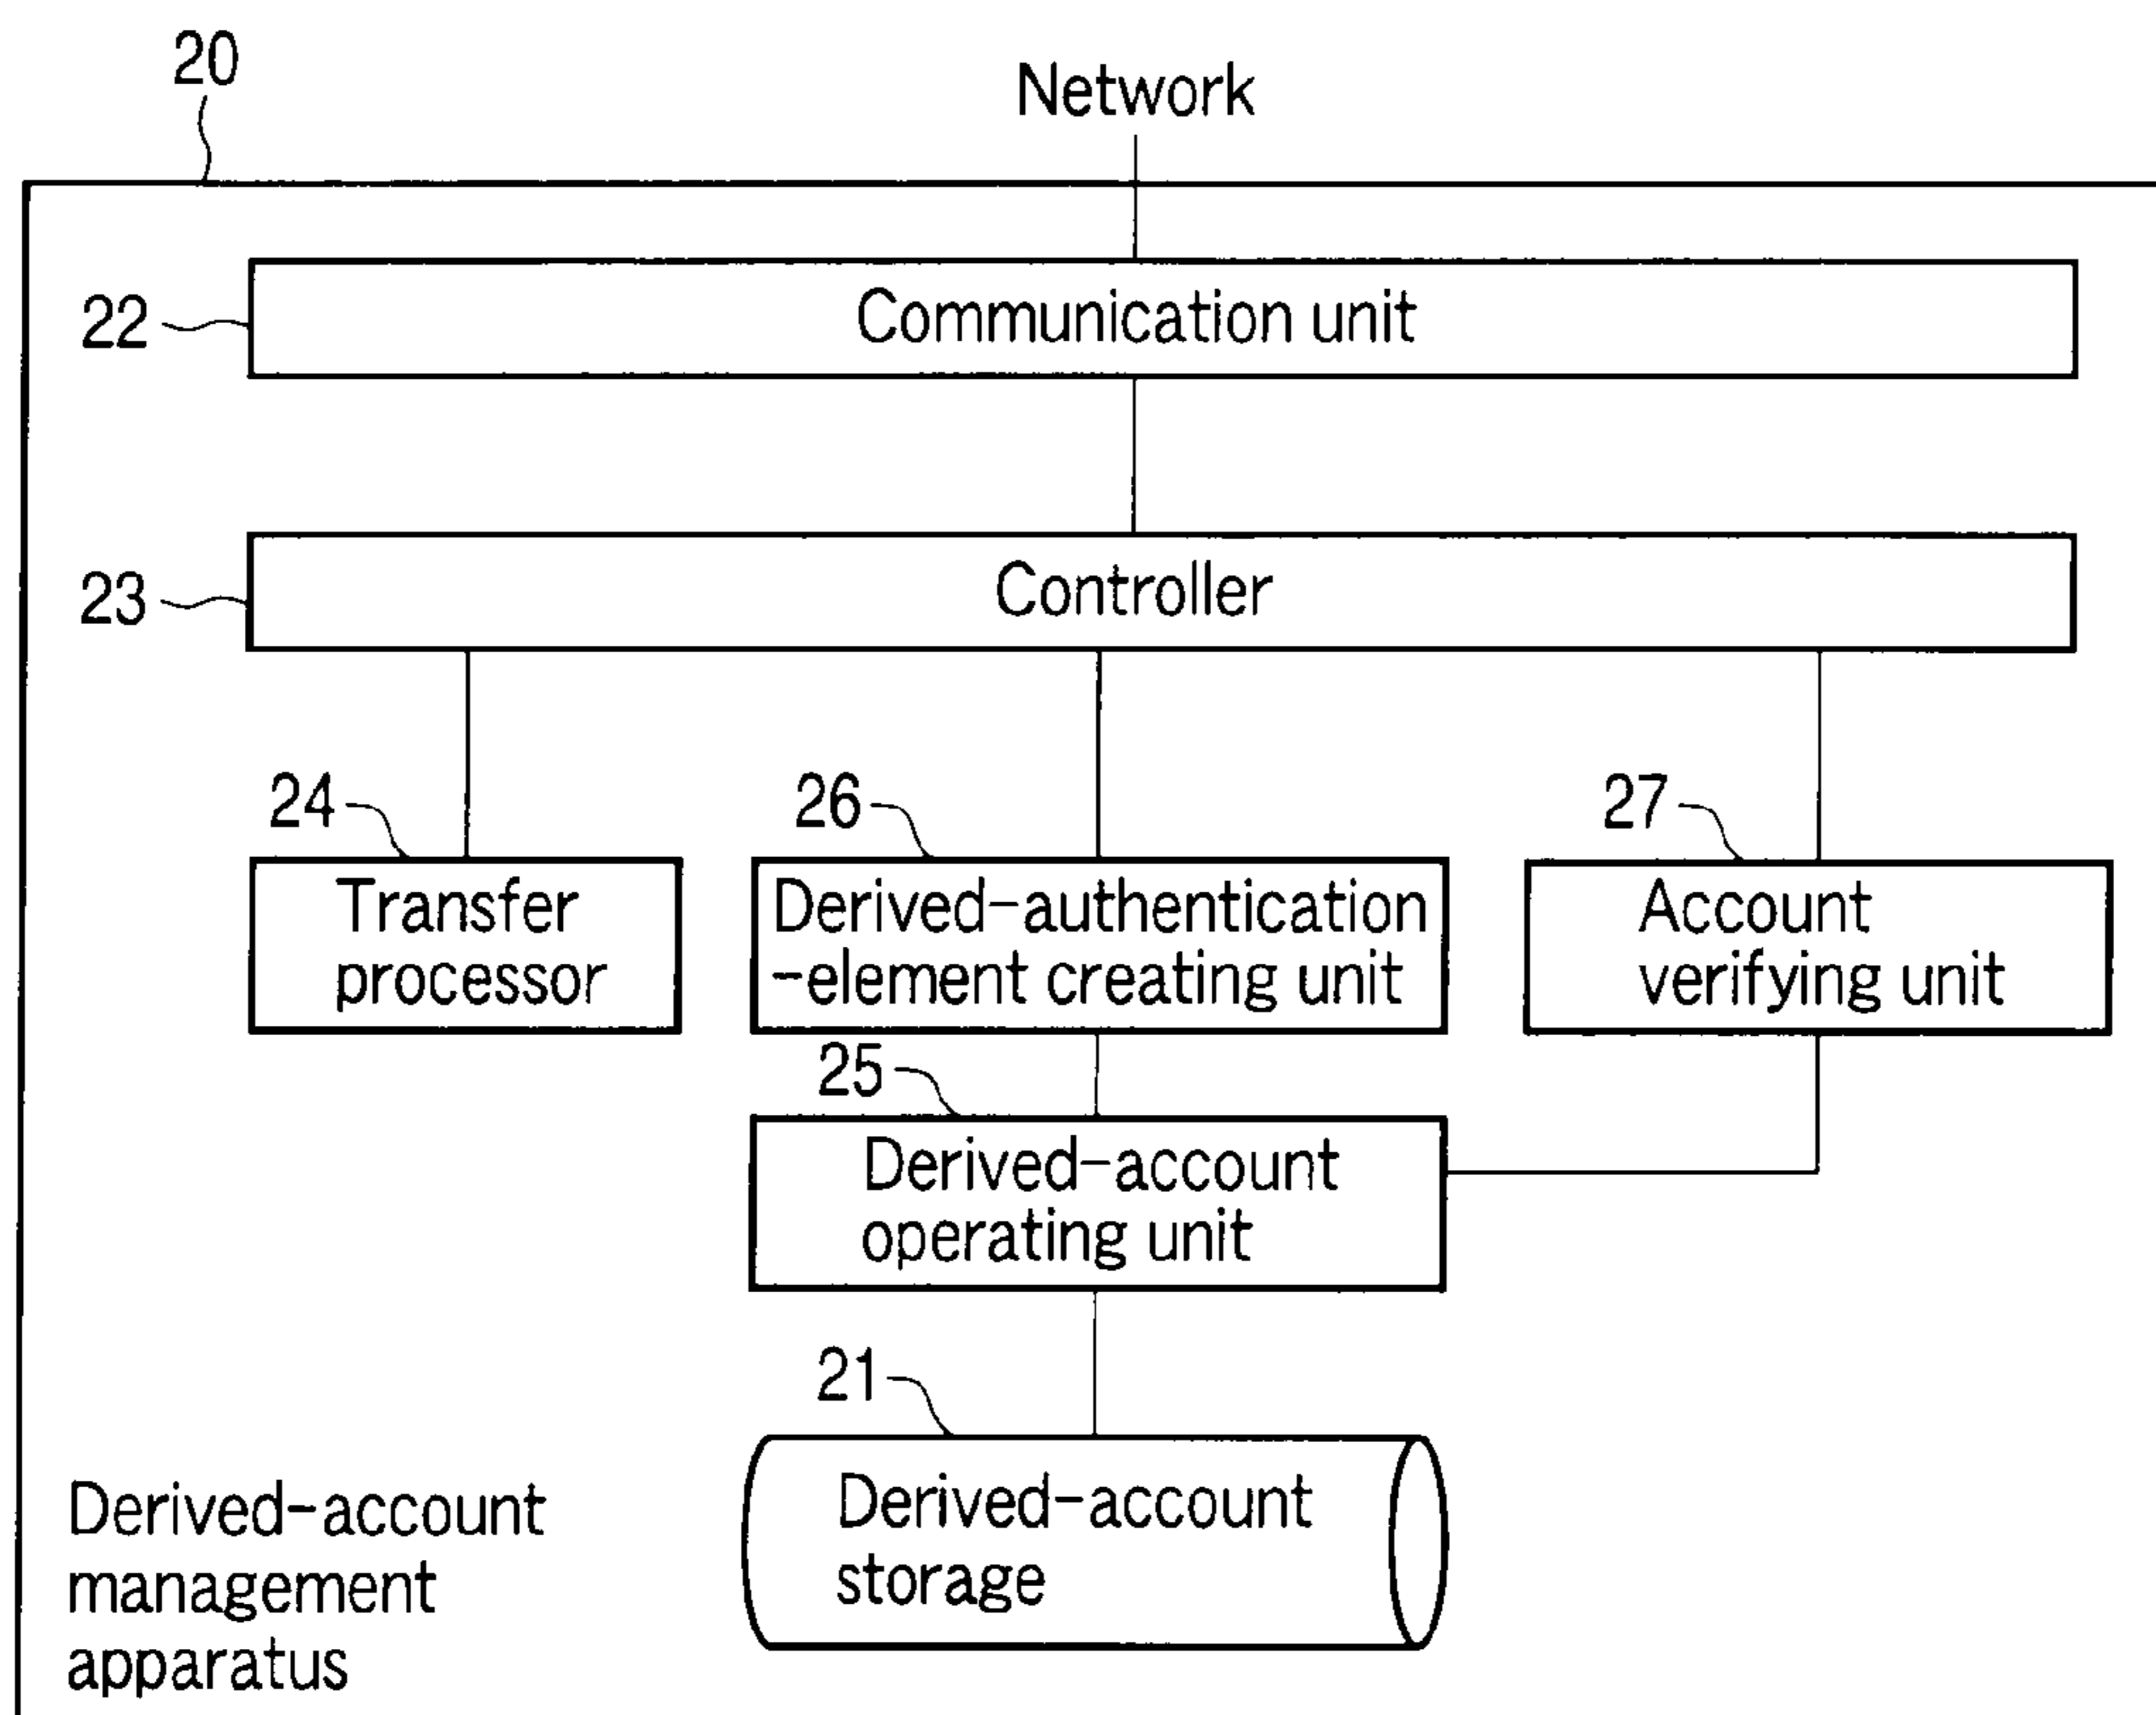 20
Network
22
Communication unit
23
Controller
24
26
27
Transfer
processor
Derived-authentication
-element creating unit
Account
verifying unit
25
Derived-account
operating unit
21
Derived-account
storage
Derived-account
management
apparatus